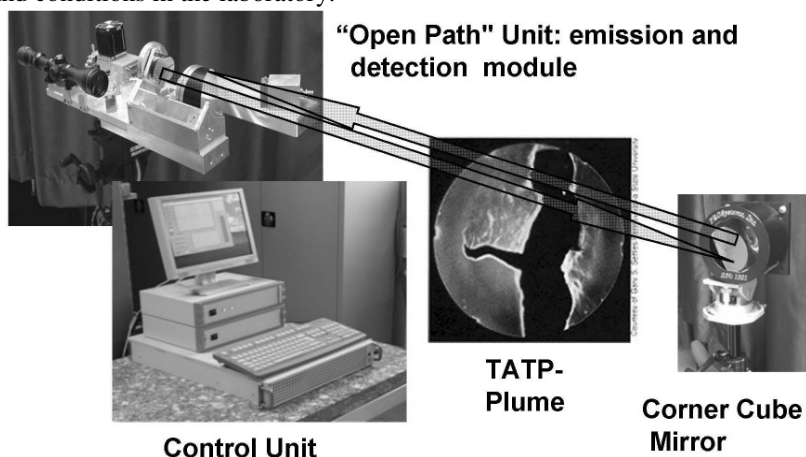 and conditions in the laboratory.
“Open Path" Unit: emission and
detection module
TATP-
Plume
Corner Cube
Mirror
Control Unit